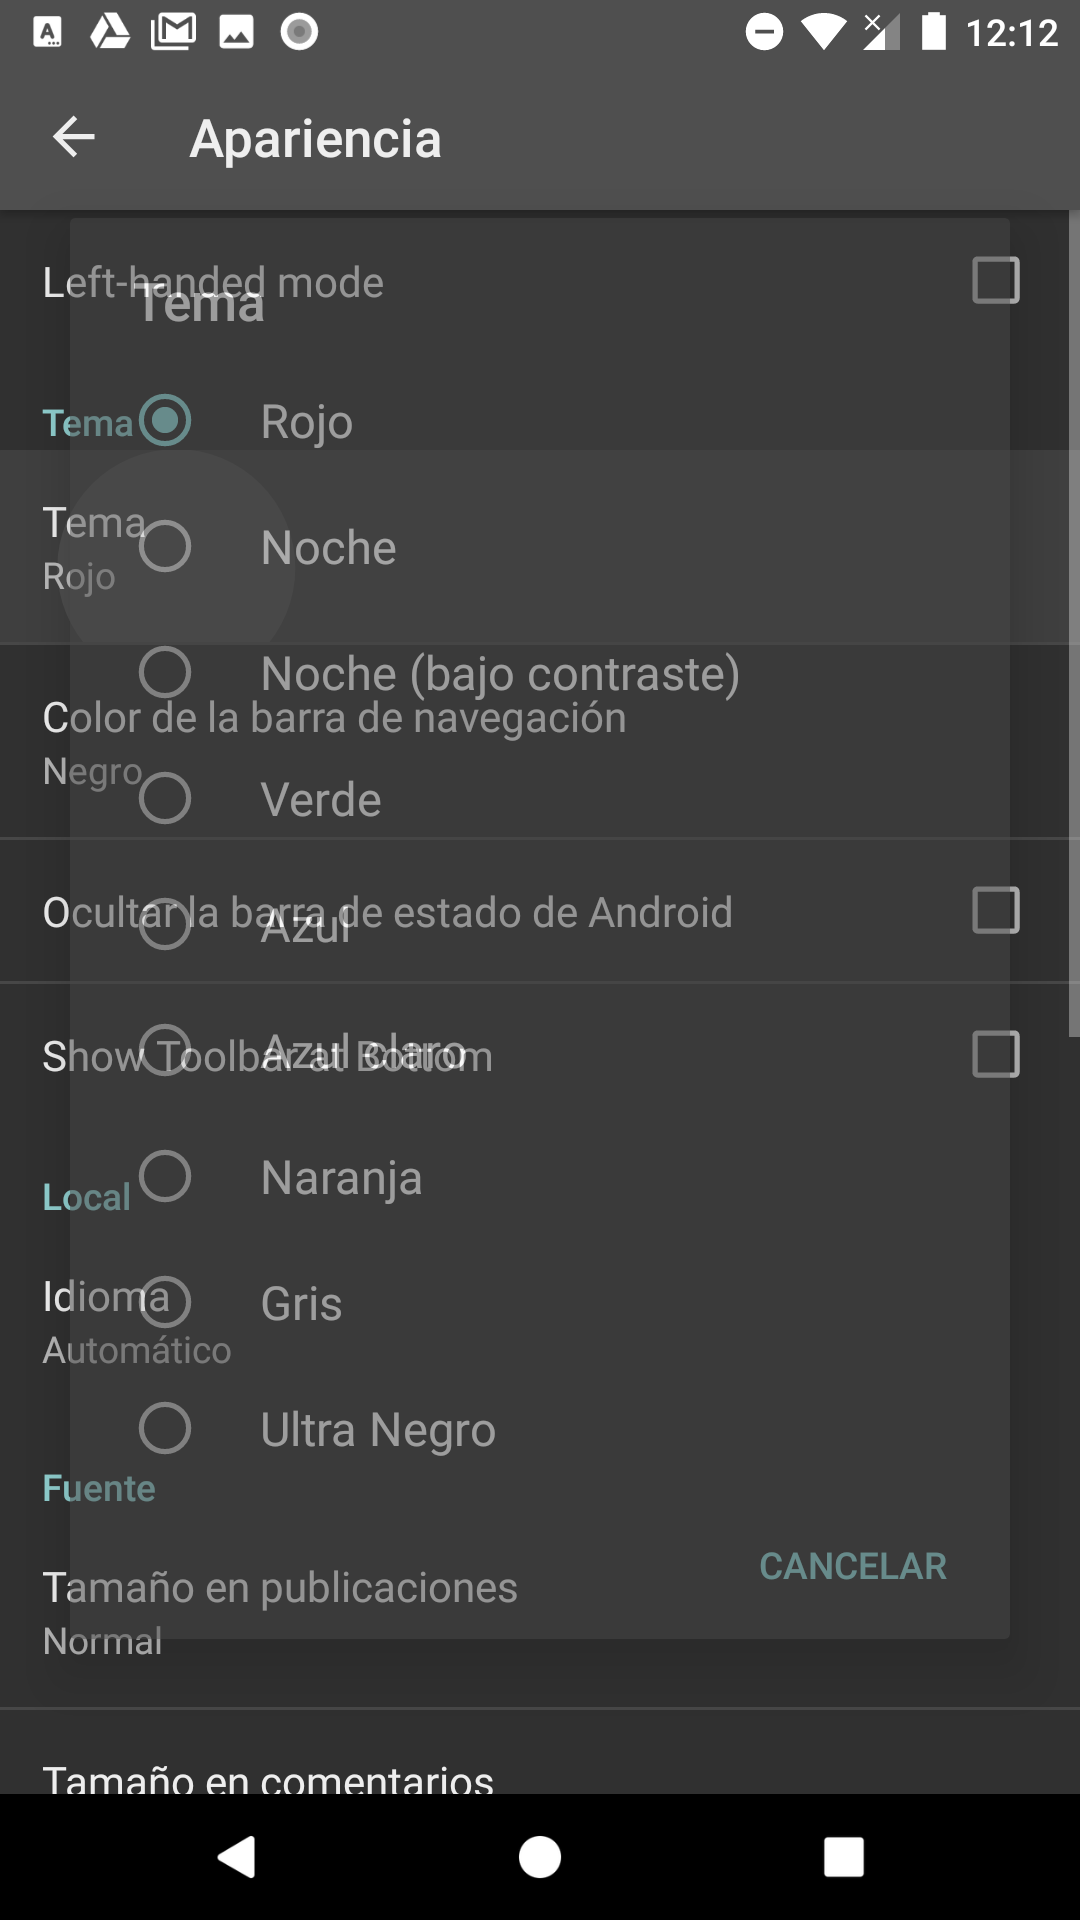 12:12
Apariencia
Left-handed mode
Tema
Tema
Rojo
Tema
Noche
Rojo
Noche (bajo contraste)
Color de la barra de navegación
Negro
Verde
Ocultar la barra de estado de Android
Azul
Azul claro
Show Toolbar at Bottom
Naranja
Local
Idioma
Gris
Automático
Ultra Negro
Fuente
CANCELAR
Tamaño en publicaciones
Normal
Tamaño en comentarios